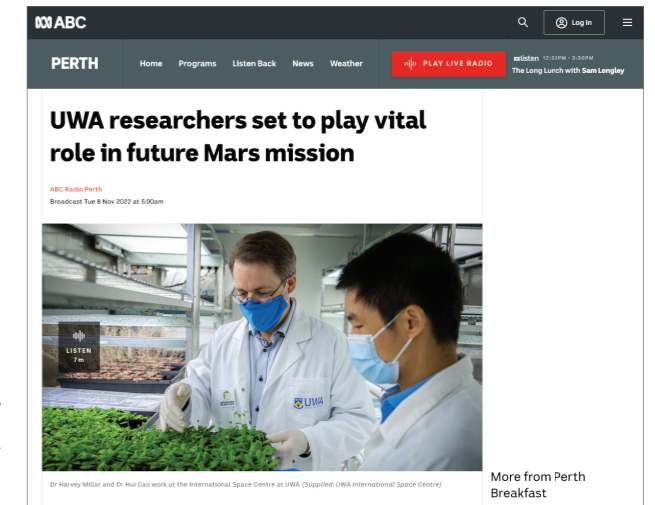 ABC
Log In
PERTH
Home Programs Listen Back News Weather
PLAY LIVE RADIO
listen 12:33PM - 3:30PM
The Long Lunch with Sam Longley
UWA researchers set to play vital
role in future Mars mission
ABC Radio Perth
Broadcast Tue 8 Nov 2022 at 5:00am
LISTEN
7m
UWA
Dr Harvey Millar and Dr Hui Cao work at the International Space Centre at UWA (Supplied: UWA International Space Centre)
More from Perth
Breakfast